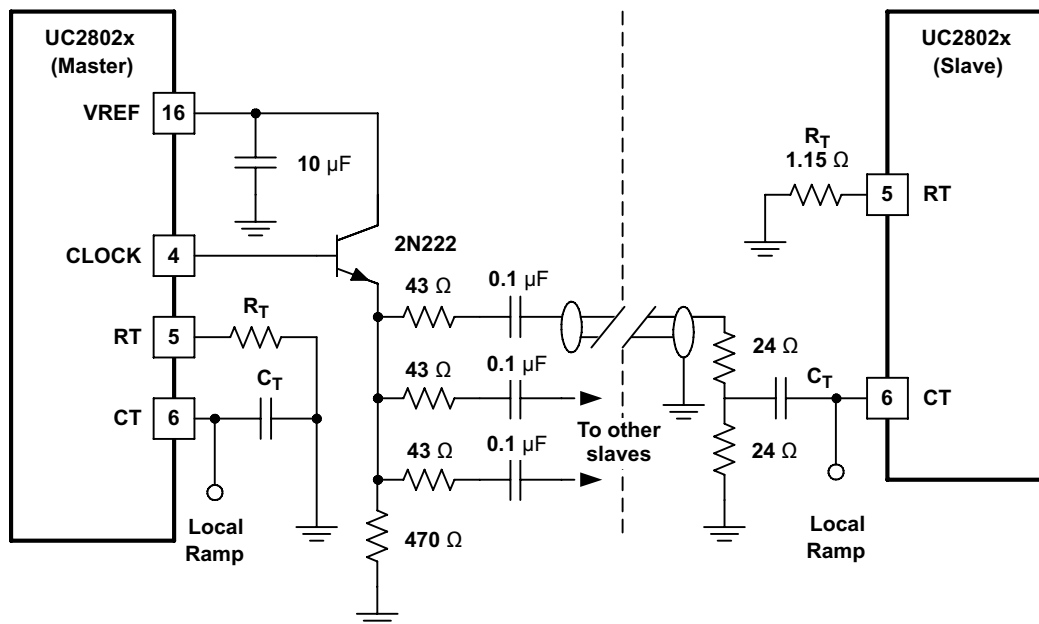 UC2802x
(Master)
VREF
16
10 µF
CLOCK
4
2N222
RT
5
RT
CT
6
CT
Local
Ramp
43 Ω
0.1 µF
43 Ω
0.1 µF
43 Ω
0.1 µF
To other
slaves
470 Ω
UC2802x
(Slave)
RT
1.15 Ω
5
RT
24 Ω
CT
6
CT
24 Ω
Local
Ramp